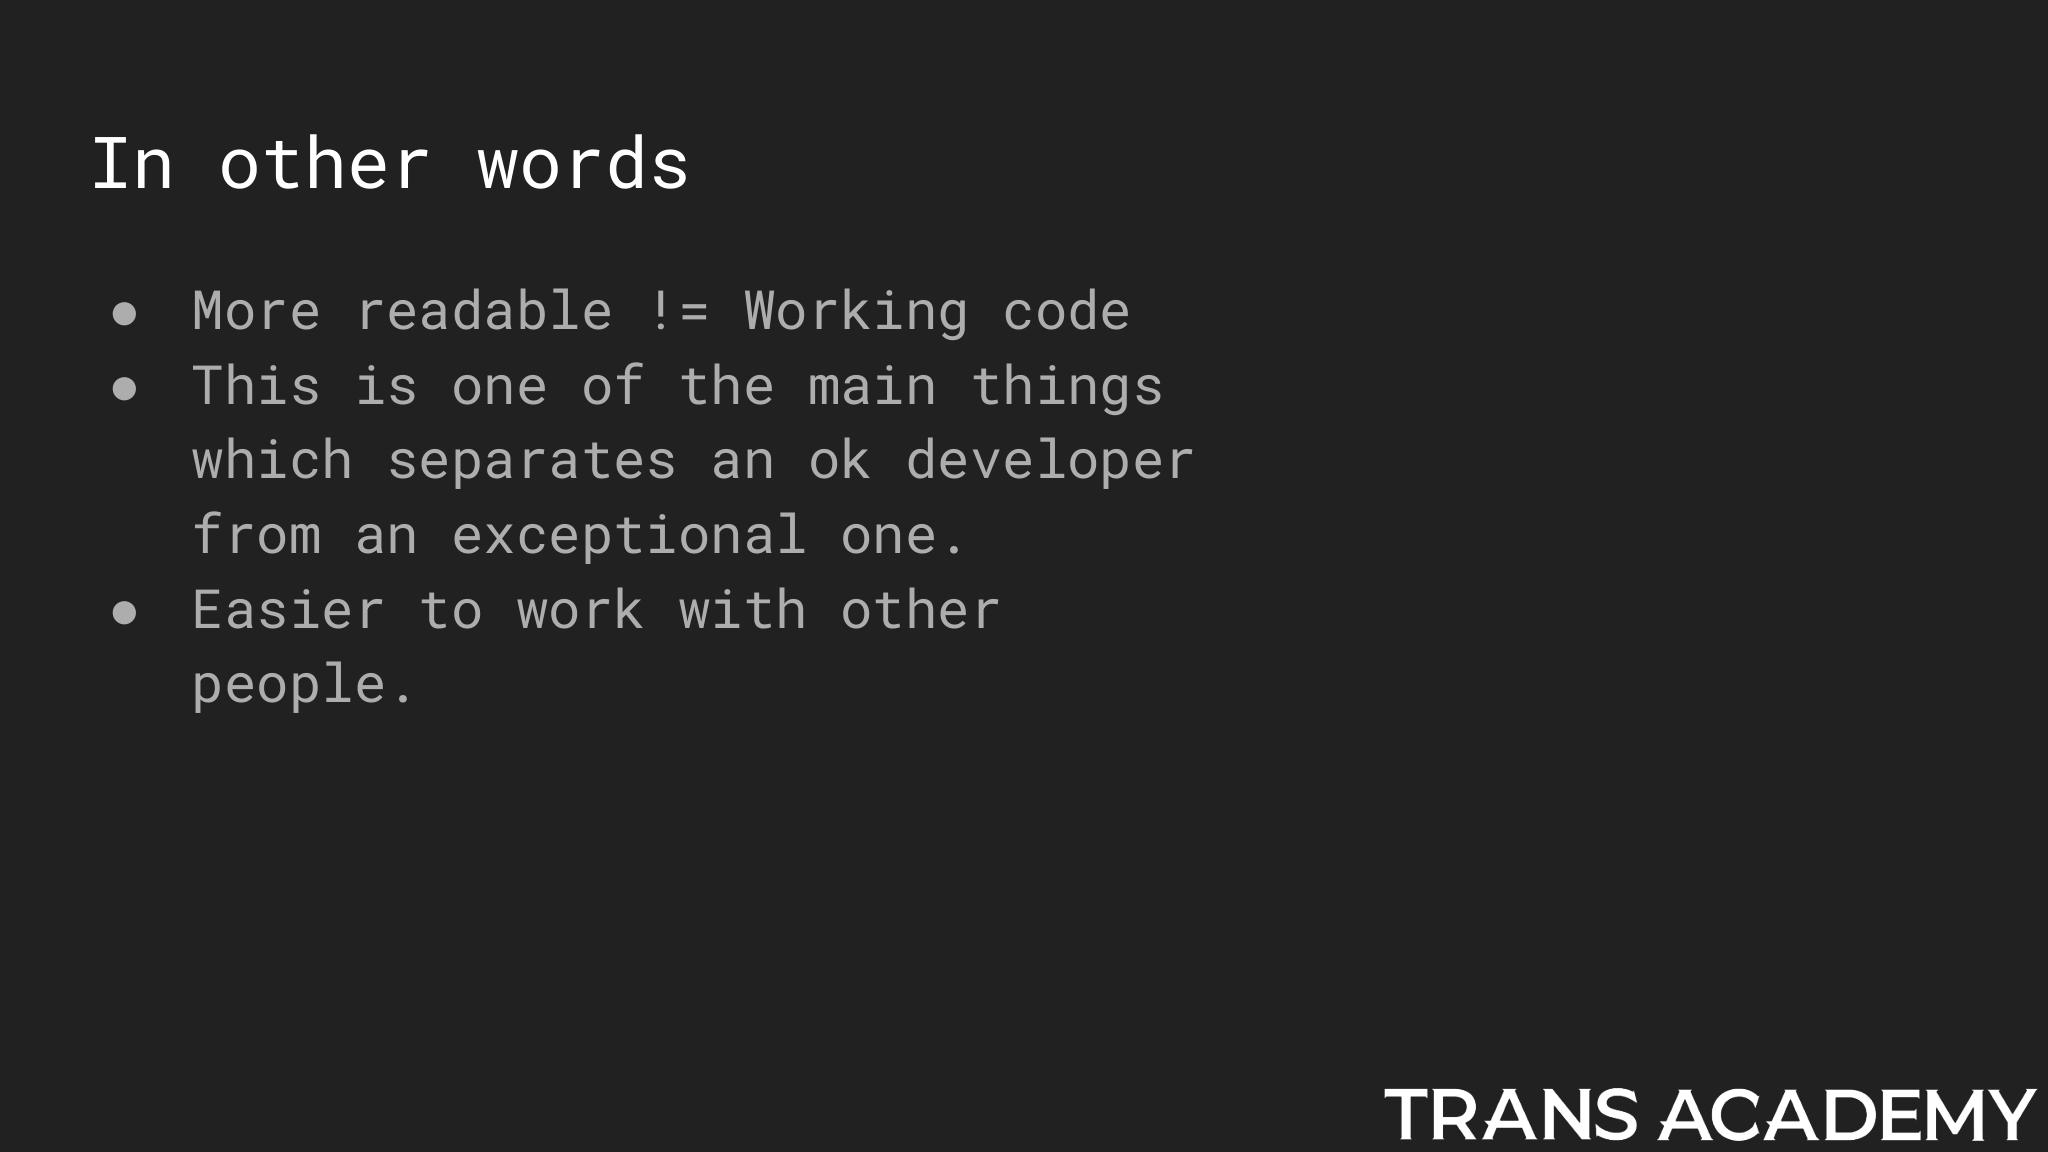 In other words
● More readable != Working code
● This is one of the main things
which separates an ok developer
from an exceptional one.
● Easier to work with other
people.
TRANS ACADEMY